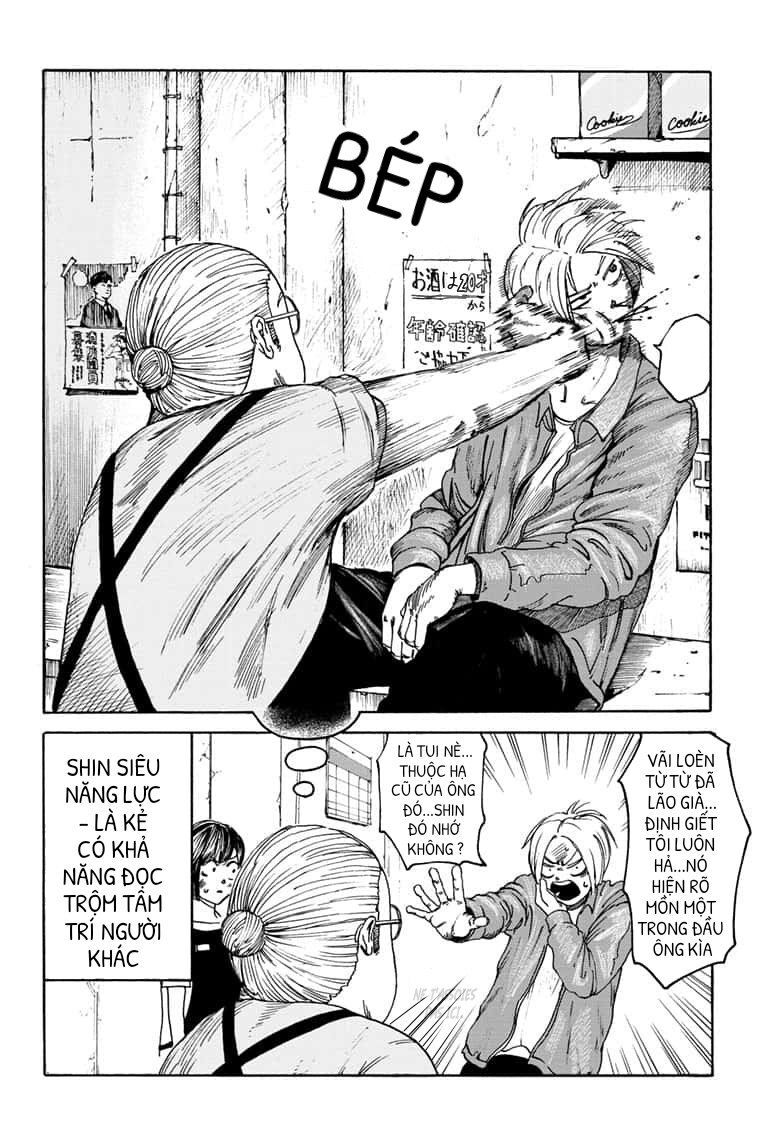 Cookie
Cookie
BÉP
お酒は20才
から
年齢確認
VÃI LOÈN
TỪ TỪ ĐÃ
LÃO GIÀ...
ĐỊNH GIẾT
TÔI LUÔN
HẢ...NÓ
HIỆN RÕ
MỒN MỘT
TRONG ĐẦU
ÔNG KÌA
LÀ TUI NÈ...
THUỘC HẠ
CŨ CỦA ÔNG
ĐÓ...SHIN
ĐÓ NHỚ
KHÔNG ?
SHIN SIÊU
NĂNG LỰC
– LÀ KẺ
CÓ KHẢ
NĂNG ĐỌC
TRỘM TÂM
TRÍ NGƯỜI
KHÁC